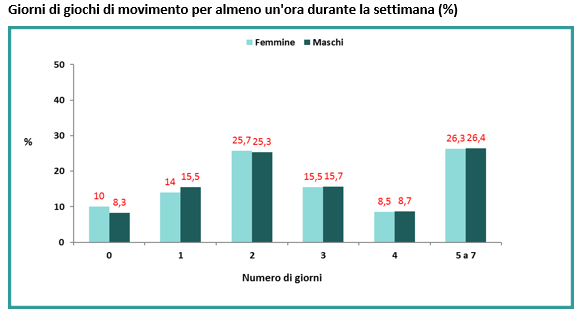 Giorni di giochi di movimento per almeno un'ora durante la settimana (%)
Femmine Maschi
50
40
%
30
20
10
0
10 8,3 14 15,5 25,7 25,3 15,5 15,7 8,5 8,7 26,3 26,4
0 1 2 3 4 5 a 7
Numero di giorni